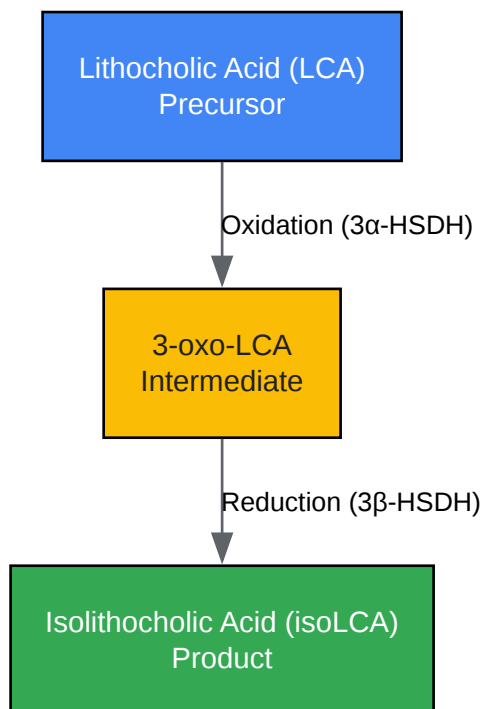 Lithocholic Acid (LCA)
Precursor
Oxidation (3α-HSDH)
3-oxo-LCA
Intermediate
Reduction (3β-HSDH)
Isolithocholic Acid (isoLCA)
Product